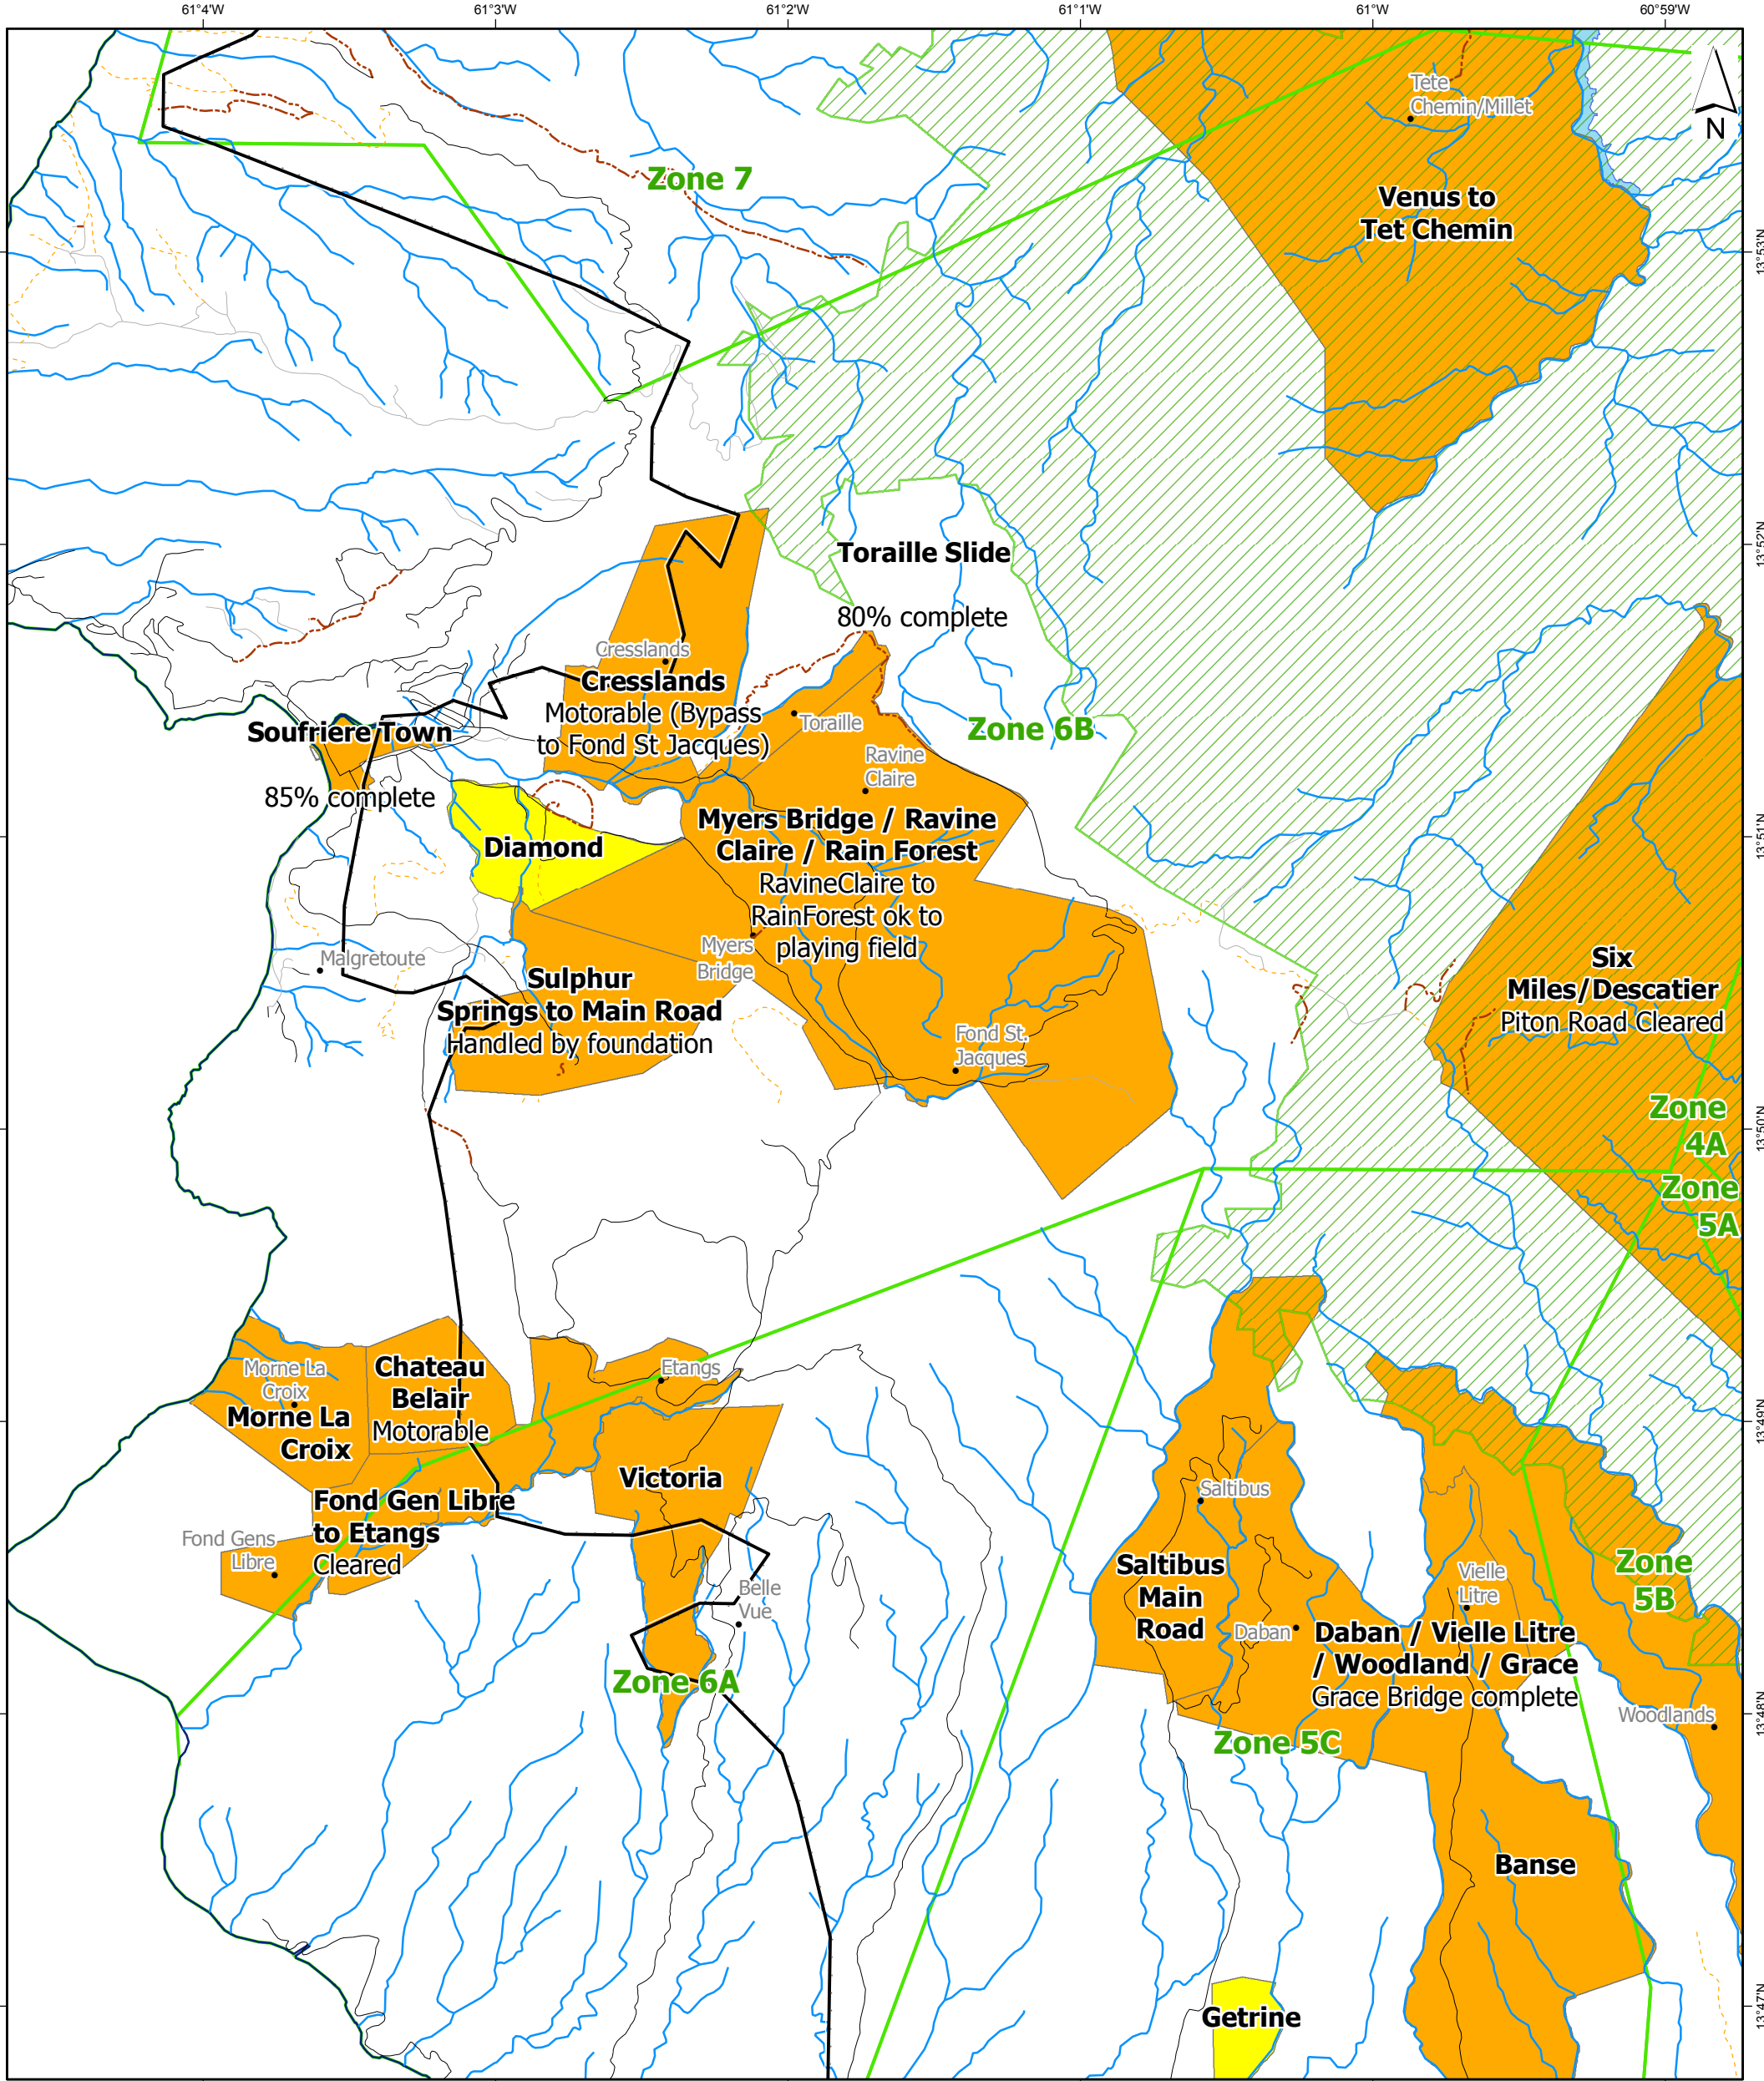 61°4'W
61°3'W
61°2'W
61°1'W
61°W
60°59'W
N
Tete
Chemin/Millet
Zone 7
Venus to
Tet Chemin
13°53'N
Toraille Slide
80% complete
13°52'N
Cresslands
Cresslands
Motorable (Bypass
to Fond St Jacques)
Toraille
Zone 6B
Soufriere Town
85% complete
Ravine
Claire
Diamond
Myers Bridge / Ravine
Claire / Rain Forest
RavineClaire to
RainForest ok to
playing field
13°51'N
Myers
Bridge
Malgretoute
Sulphur
Springs to Main Road
Handled by foundation
Six
Miles/Descatier
Piton Road Cleared
Fond St.
Jacques
Zone
4A
13°50'N
Zone
5A
Morne La
Croix
Morne La
Croix
Chateau
Belair
Motorable
Etangs
13°49'N
Victoria
Fond Gen Libre
to Etangs
Cleared
Fond Gens
Libre
Saltibus
Belle
Vue
Saltibus
Main
Road
Vielle
Litre
Zone
5B
Daban
Daban / Vielle Litre
/ Woodland / Grace
Grace Bridge complete
Zone 6A
Woodlands
13°48'N
Zone 5C
Banse
Getrine
13°47'N